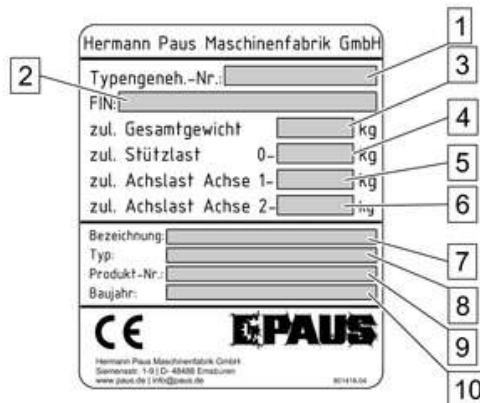 Hermann Paus Maschinenfabrik GmbH
1
Typengeneh.-Nr.:
2
FIN:
3
zul. Gesamtgewicht kg
4
zul. Stützlast 0- kg
5
zul. Achslast Achse 1- kg
6
zul. Achslast Achse 2- kg
Bezeichnung:
7
Typ:
8
Produkt-Nr.:
9
Baujahr:
10
CE PAUS
Hermann Paus Maschinenfabrik GmbH
Siemensstr. 1-9 | D- 48488 Emsbüren
www.paus.de | info@paus.de